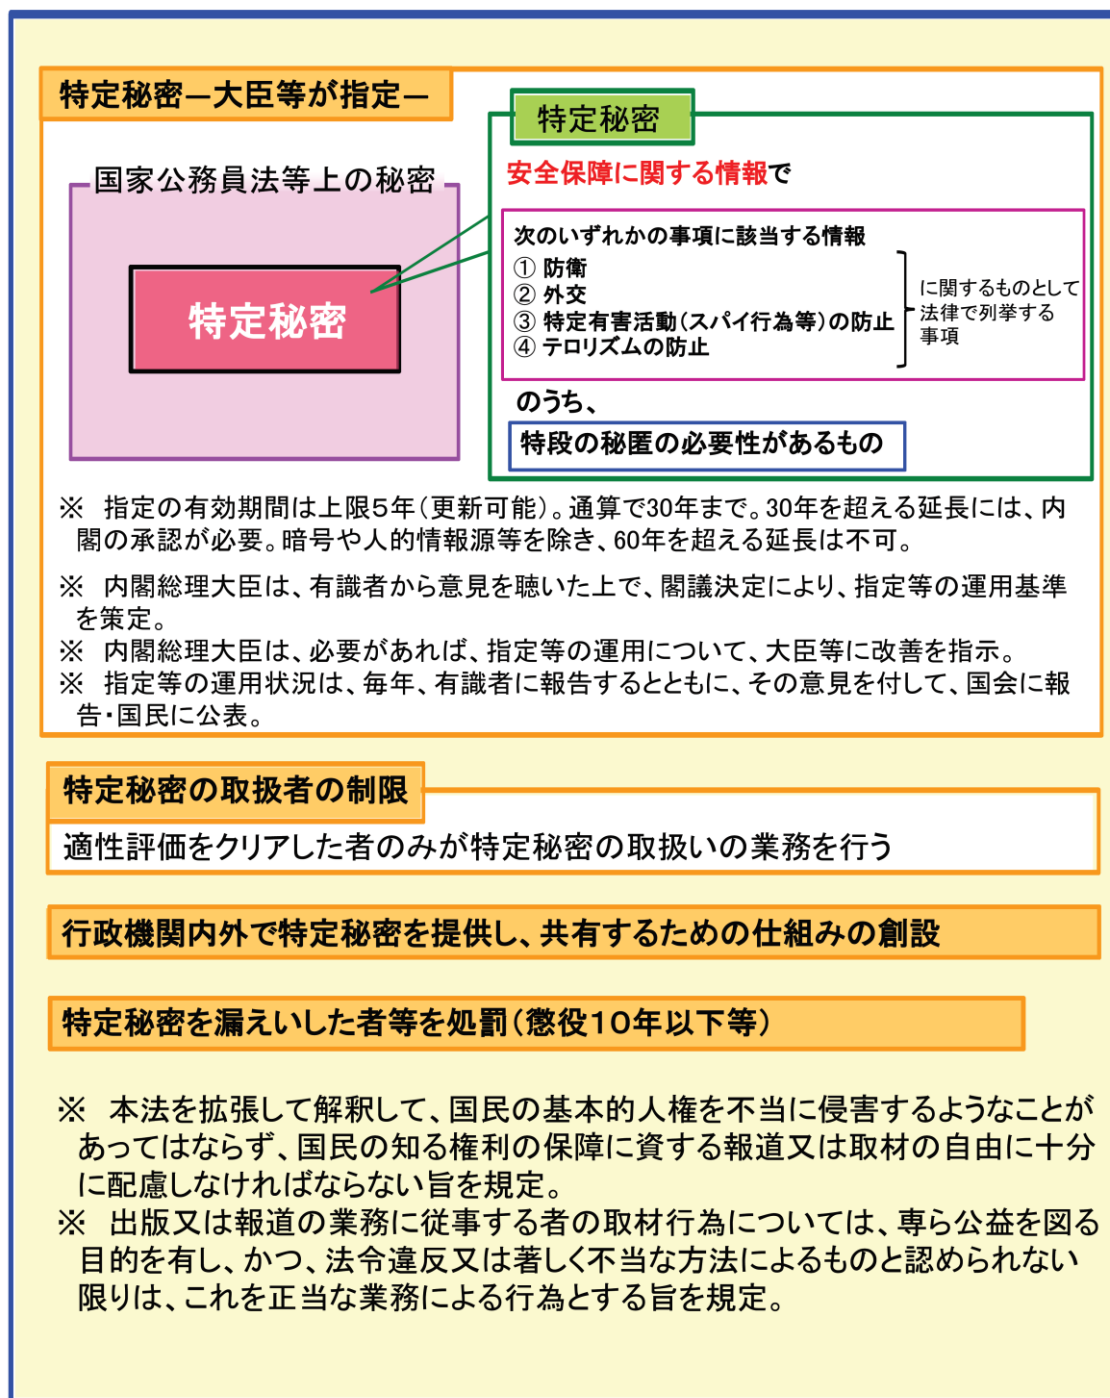 特定秘密―大臣等が指定―
国家公務員法等上の秘密
特定秘密
特定秘密
安全保障に関する情報で
次のいずれかの事項に該当する情報
① 防衛
② 外交
③ 特定有害活動(スパイ行為等)の防止
④ テロリズムの防止
に関するものとして
法律で列挙する
事項
のうち、
特段の秘匿の必要性があるもの
※ 指定の有効期間は上限5年(更新可能)。通算で30年まで。30年を超える延長には、内
閣の承認が必要。暗号や人的情報源等を除き、60年を超える延長は不可。
※ 内閣総理大臣は、有識者から意見を聴いた上で、閣議決定により、指定等の運用基準
を策定。
※ 内閣総理大臣は、必要があれば、指定等の運用について、大臣等に改善を指示。
※ 指定等の運用状況は、毎年、有識者に報告するとともに、その意見を付して、国会に報
告・国民に公表。
特定秘密の取扱者の制限
適性評価をクリアした者のみが特定秘密の取扱いの業務を行う
行政機関内外で特定秘密を提供し、共有するための仕組みの創設
特定秘密を漏えいした者等を処罰(懲役10年以下等)
※ 本法を拡張して解釈して、国民の基本的人権を不当に侵害するようなことが
あってはならず、国民の知る権利の保障に資する報道又は取材の自由に十分
に配慮しなければならない旨を規定。
※ 出版又は報道の業務に従事する者の取材行為については、専ら公益を図る
目的を有し、かつ、法令違反又は著しく不当な方法によるものと認められない
限りは、これを正当な業務による行為とする旨を規定。